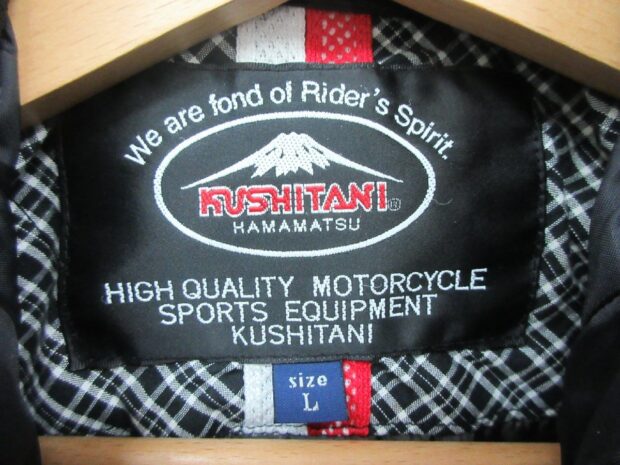 We are fond of Rider's Spirit.
KUSHITANI®
HAMAMATSU
HIGH QUALITY MOTORCYCLE
SPORTS EQUIPMENT
KUSHITANI
size
L